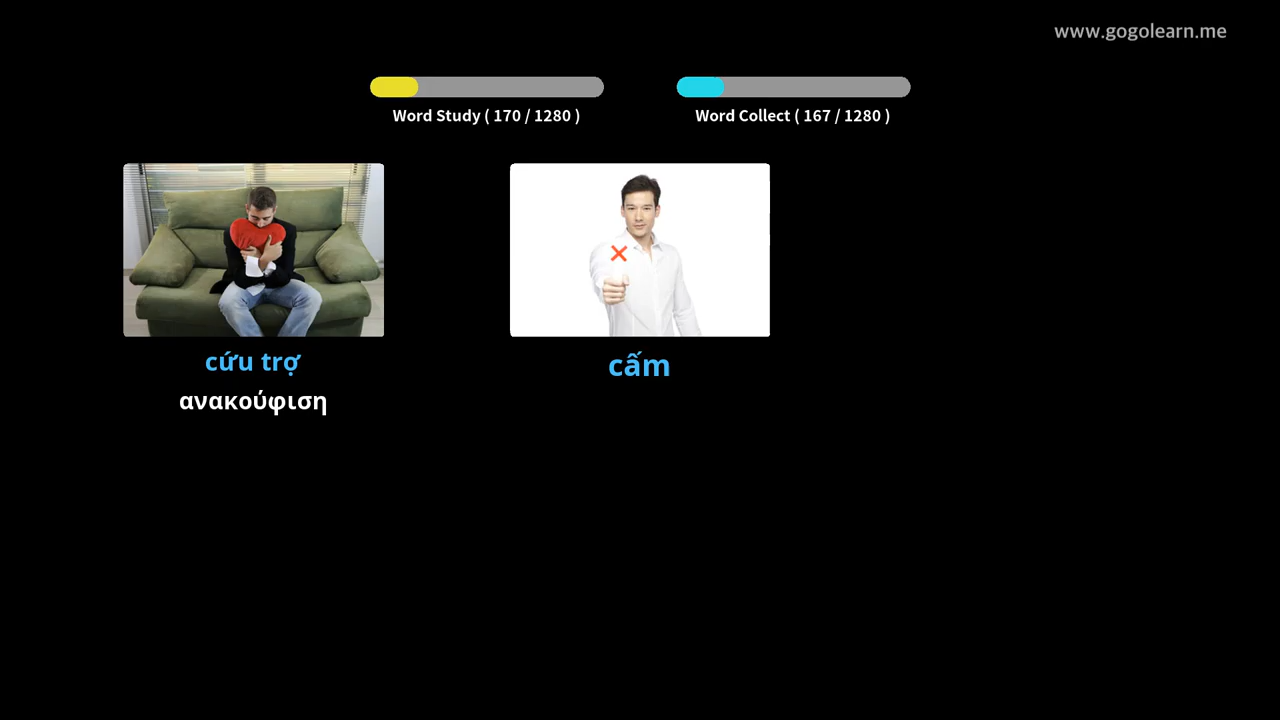 www.gogolearn.me
Word Study ( 170 / 1280 )
Word Collect ( 167 / 1280 )
cứu trợ
ανακούφιση
cấm